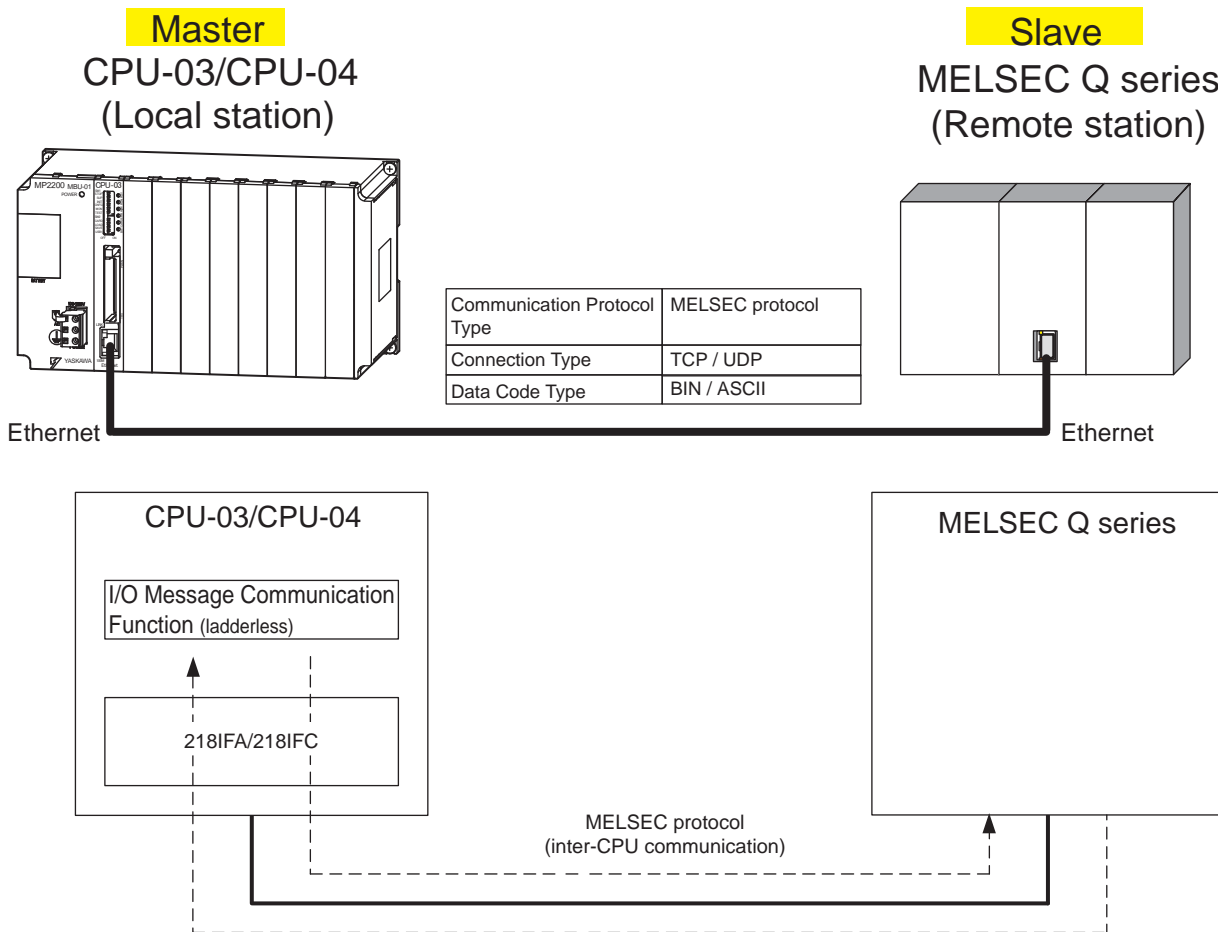 Master
CPU-03/CPU-04
(Local station)
Slave
MELSEC Q series
(Remote station)
MP2200 MBU-01
CPU-03
POWER
BATTERY
YASKAWA
Communication Protocol Type
MELSEC protocol
Connection Type
TCP / UDP
Data Code Type
BIN / ASCII
Ethernet
Ethernet
CPU-03/CPU-04
I/O Message Communication
Function (ladderless)
218IFA/218IFC
MELSEC Q series
MELSEC protocol
(inter-CPU communication)